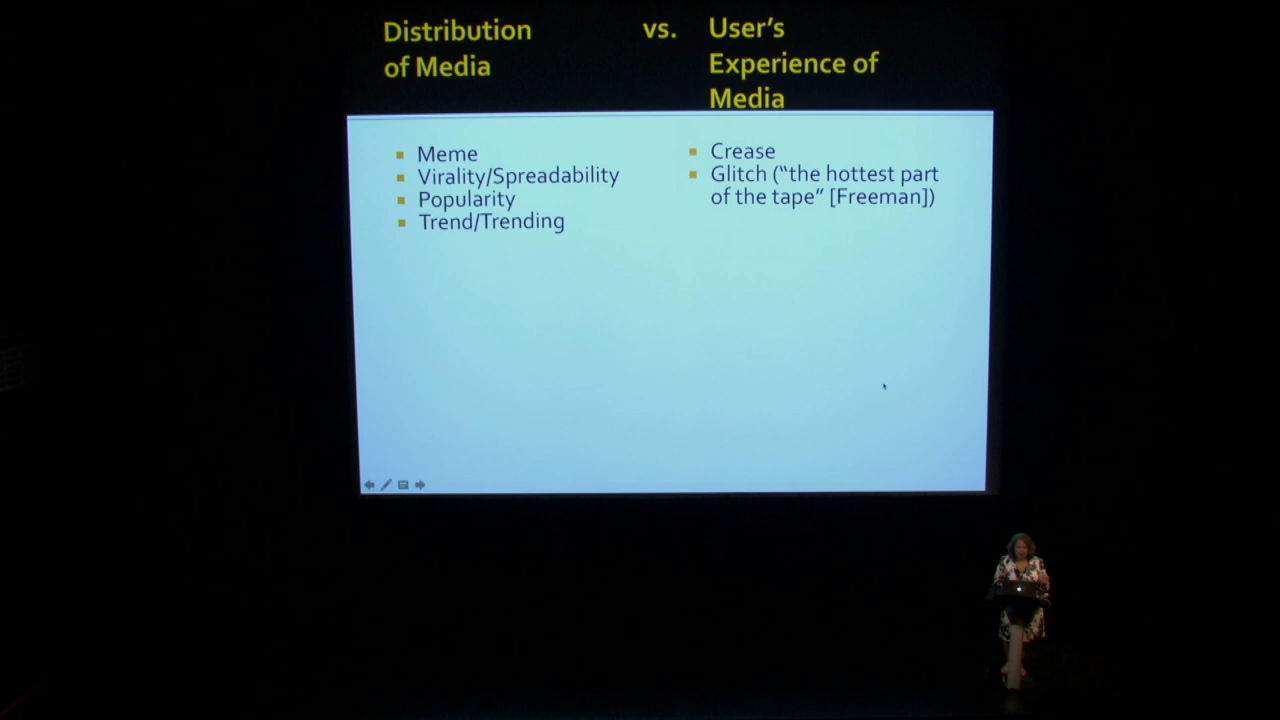 Distribution
of Media
vs.
User's
Experience of
Media
Meme
Virality/Spreadability
Popularity
Trend/Trending
Crease
Glitch (“the hottest part
of the tape” [Freeman])